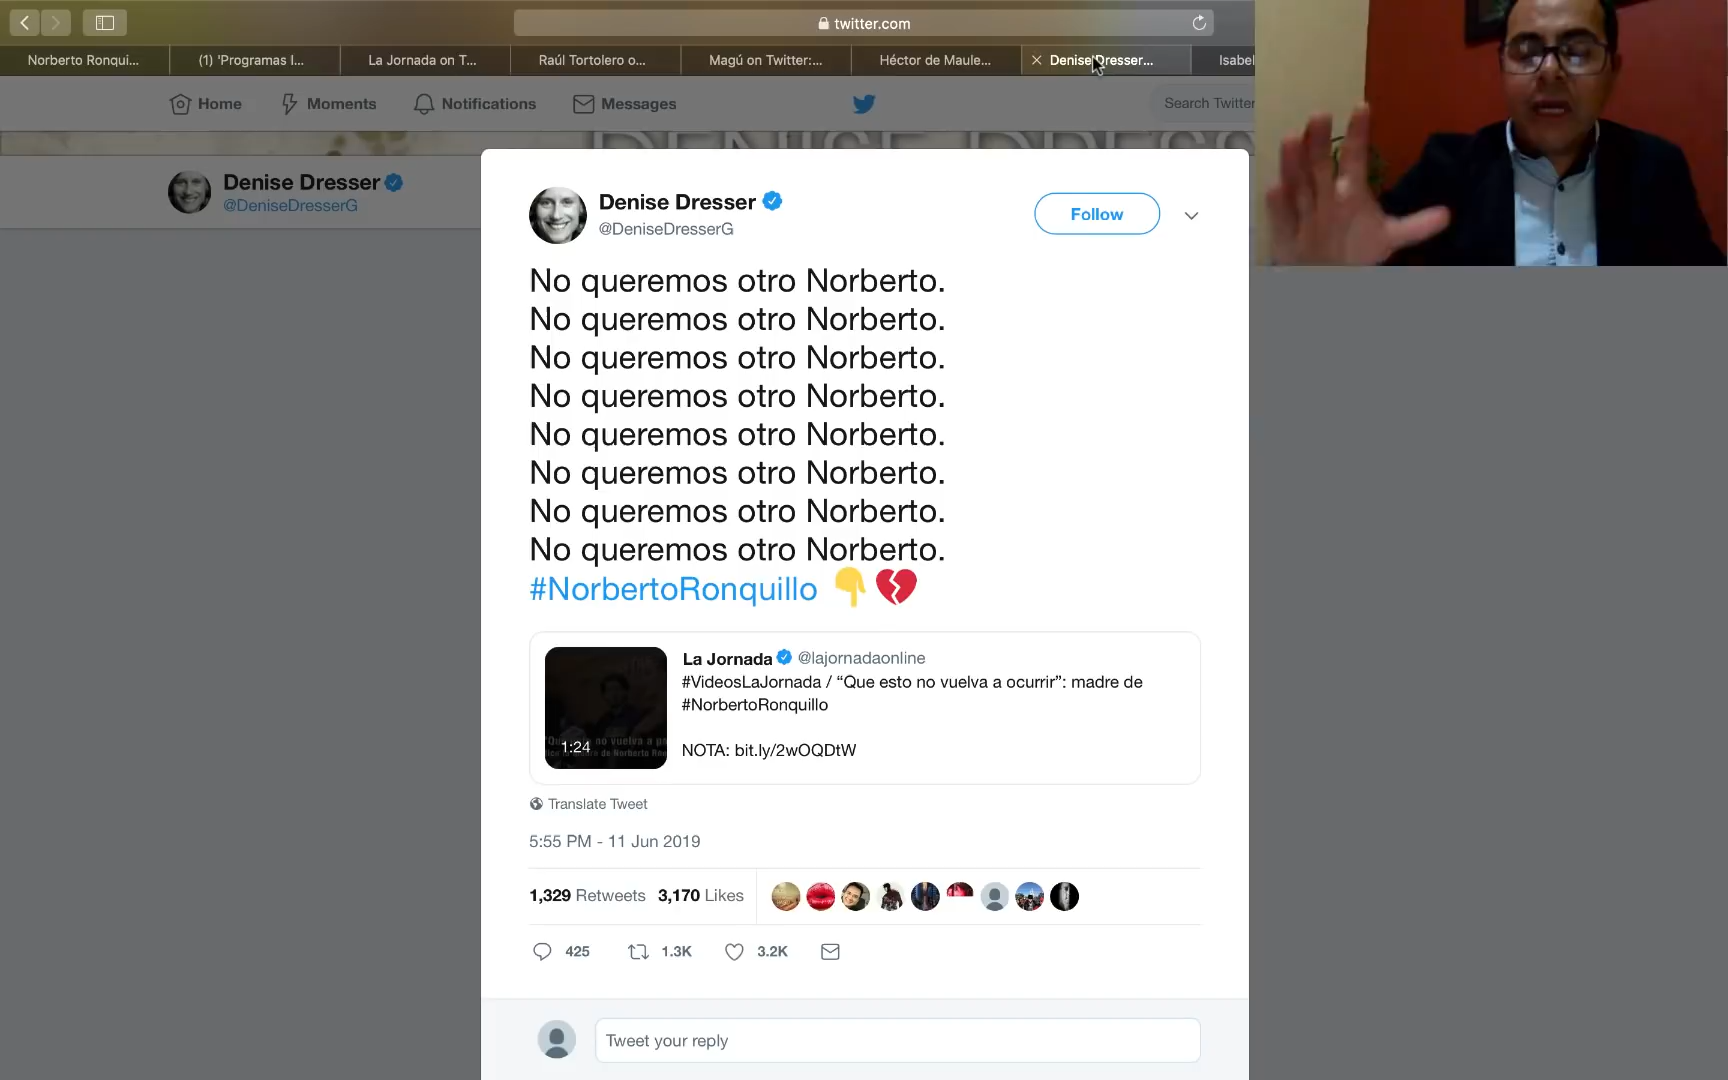 twitter.com
Norberto Ronqui...
(1) 'Programas I...
La Jornada on T...
Raúl Tortolero o...
Magú on Twitter:...
Héctor de Maule...
Denise Dresser...
Isabel
Home
Moments
Notifications
Messages
Search Twitter
DENISE DRESS
Denise Dresser
@DeniseDresserG
Denise Dresser
@DeniseDresserG
Follow
No queremos otro Norberto.
No queremos otro Norberto.
No queremos otro Norberto.
No queremos otro Norberto.
No queremos otro Norberto.
No queremos otro Norberto.
No queremos otro Norberto.
No queremos otro Norberto.
#NorbertoRonquillo 👇💔
La Jornada @lajornadaonline
#VideosLaJornada / “Que esto no vuelva a ocurrir”: madre de
#NorbertoRonquillo
NOTA: bit.ly/2wOQDtW
1:24
Translate Tweet
5:55 PM - 11 Jun 2019
1,329 Retweets 3,170 Likes
425
1.3K
3.2K
Tweet your reply